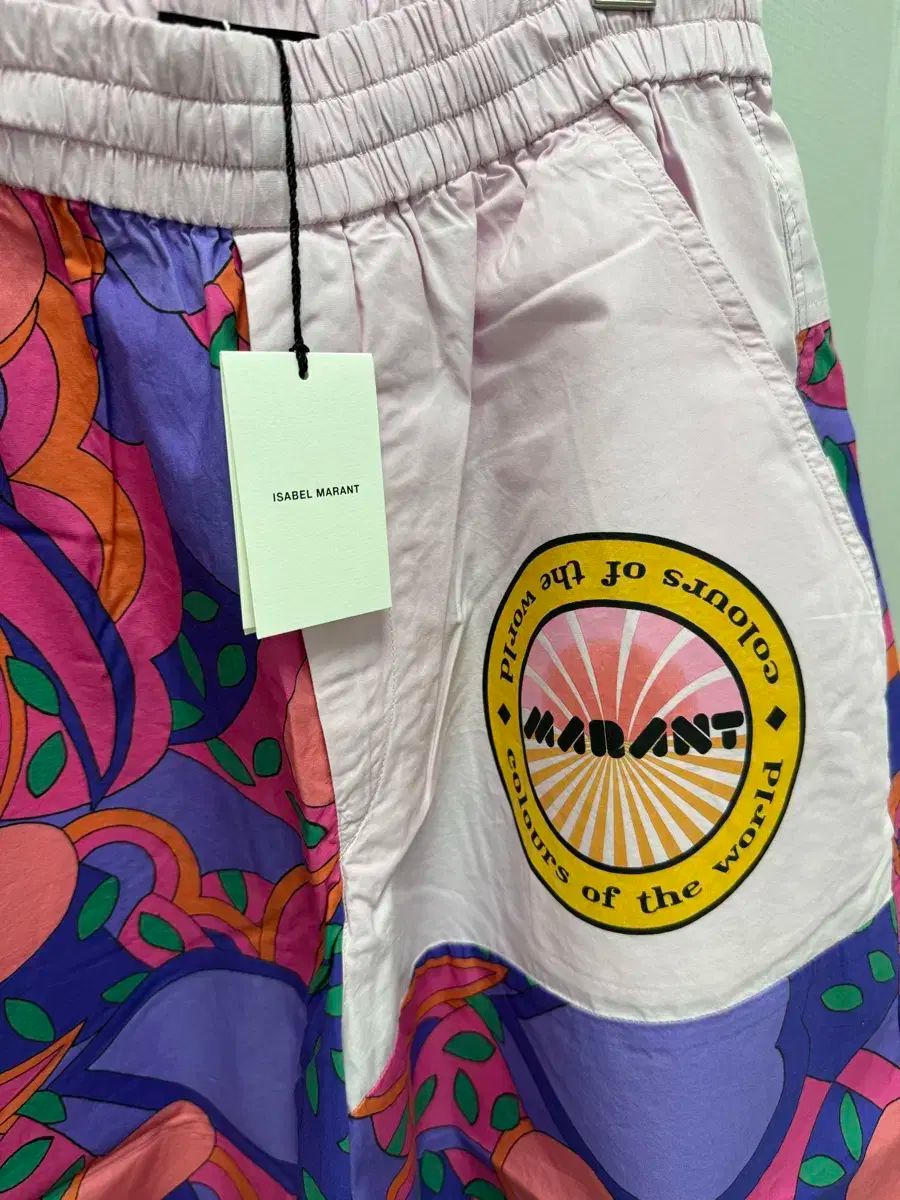 ISABEL MARANT
colours of the world
MARANT
colours of the world